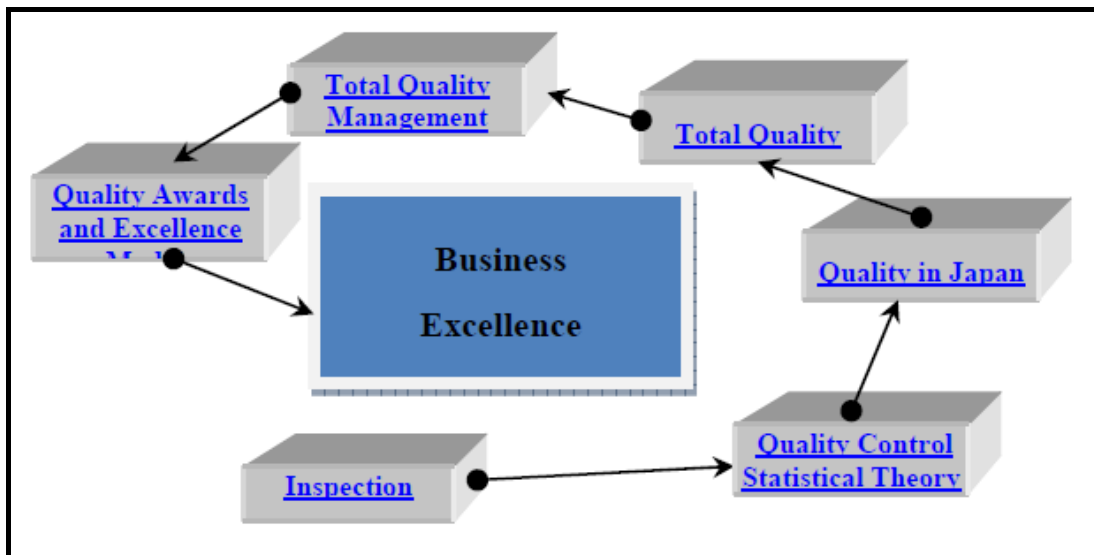 Total Quality
Management
Total Quality
Quality Awards
and Excellence
Business
Excellence
Quality in Japan
Quality Control
Statistical Theory
Inspection